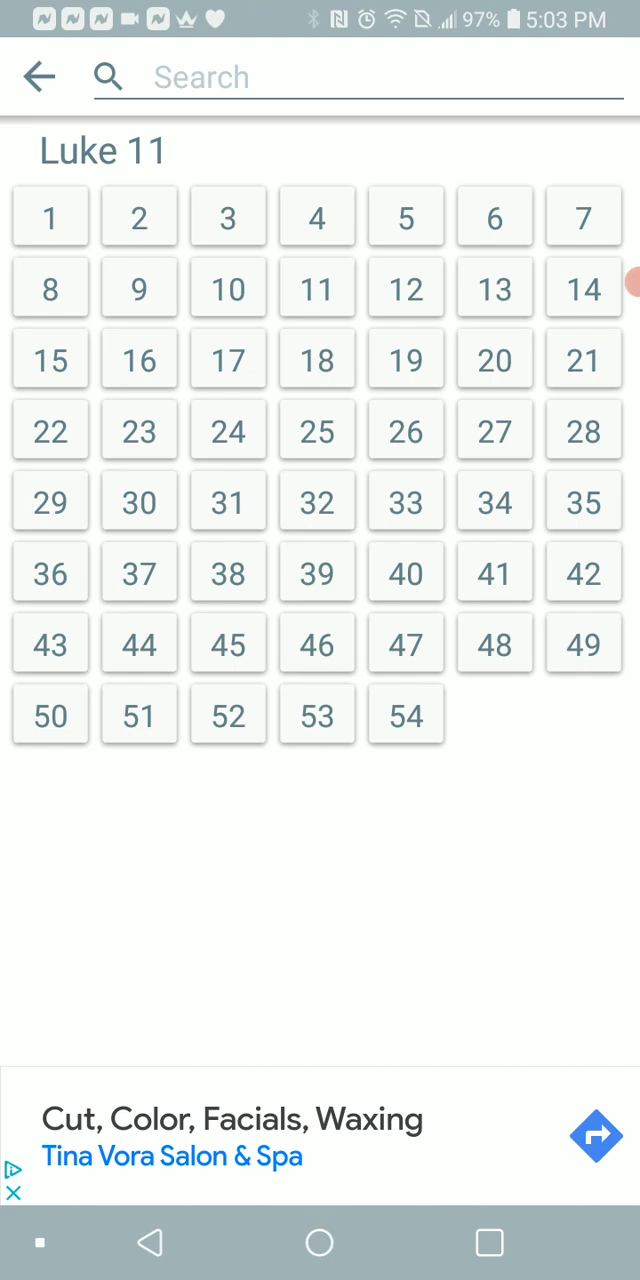 97% 5:03 PM
Search
Luke 11
1 2 3 4 5 6 7
8 9 10 11 12 13 14
15 16 17 18 19 20 21
22 23 24 25 26 27 28
29 30 31 32 33 34 35
36 37 38 39 40 41 42
43 44 45 46 47 48 49
50 51 52 53 54
Cut, Color, Facials, Waxing
Tina Vora Salon & Spa